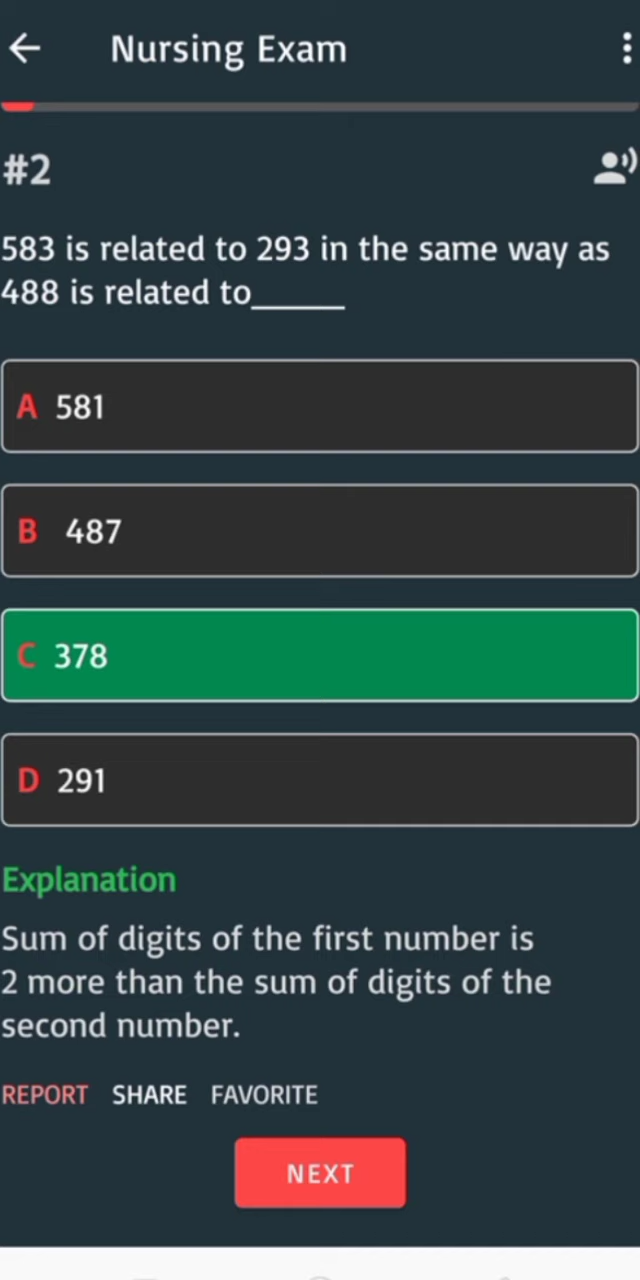 Nursing Exam
#2
583 is related to 293 in the same way as
488 is related to_____
A 581
B 487
C 378
D 291
Explanation
Sum of digits of the first number is
2 more than the sum of digits of the
second number.
REPORT SHARE FAVORITE
NEXT